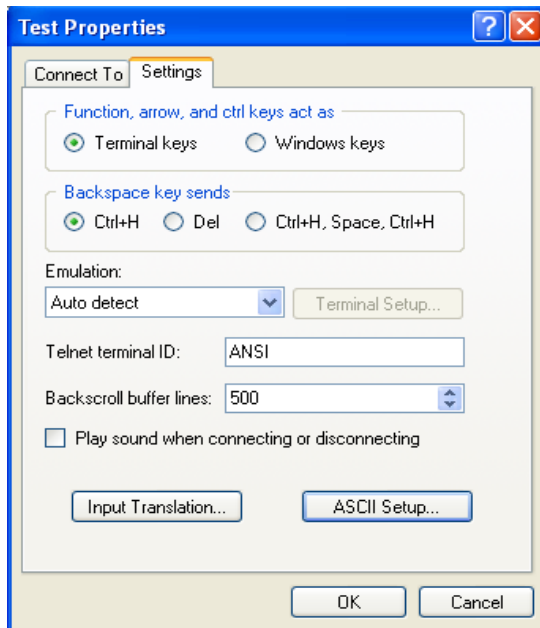 Test Properties
Connect To Settings
Function, arrow, and ctrl keys act as
Terminal keys Windows keys
Backspace key sends
Ctrl+H Del Ctrl+H, Space, Ctrl+H
Emulation:
Auto detect Terminal Setup...
Telnet terminal ID: ANSI
Backscroll buffer lines: 500
Play sound when connecting or disconnecting
Input Translation... ASCII Setup...
OK Cancel